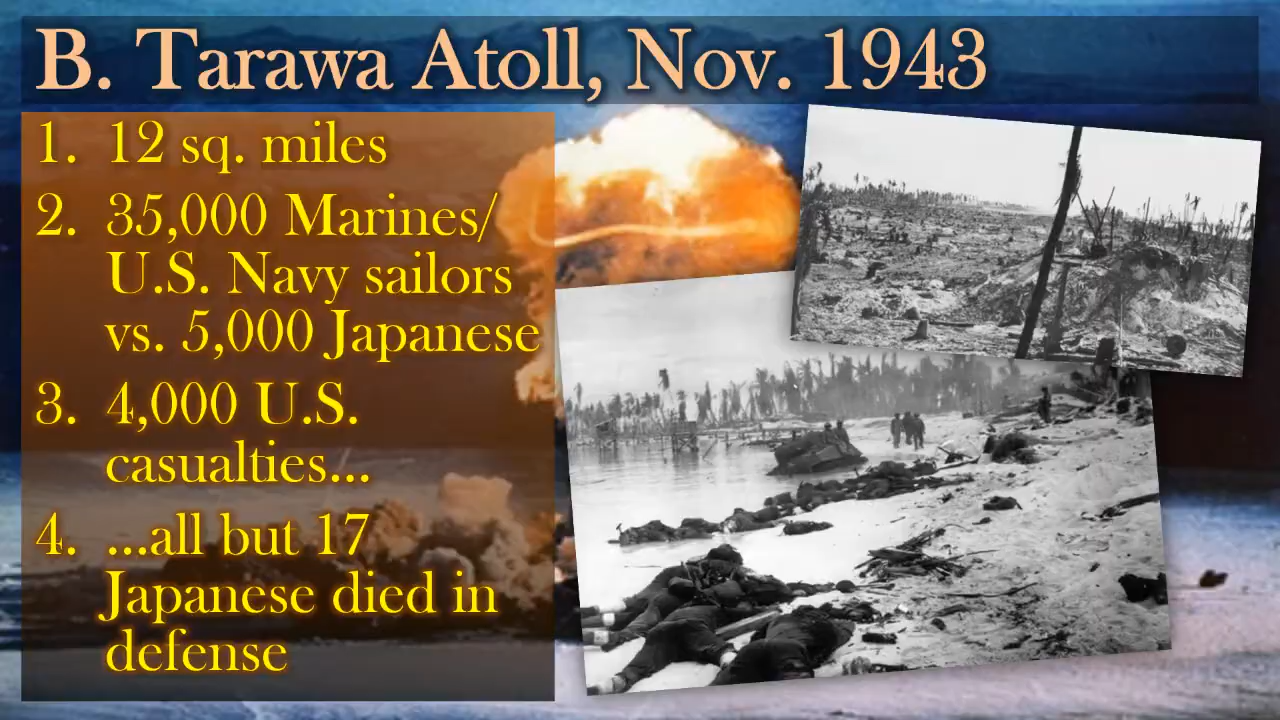 B. Tarawa Atoll, Nov. 1943
1. 12 sq. miles
2. 35,000 Marines/
U.S. Navy sailors
vs. 5,000 Japanese
3. 4,000 U.S.
casualties...
4. ...all but 17
Japanese died in
defense